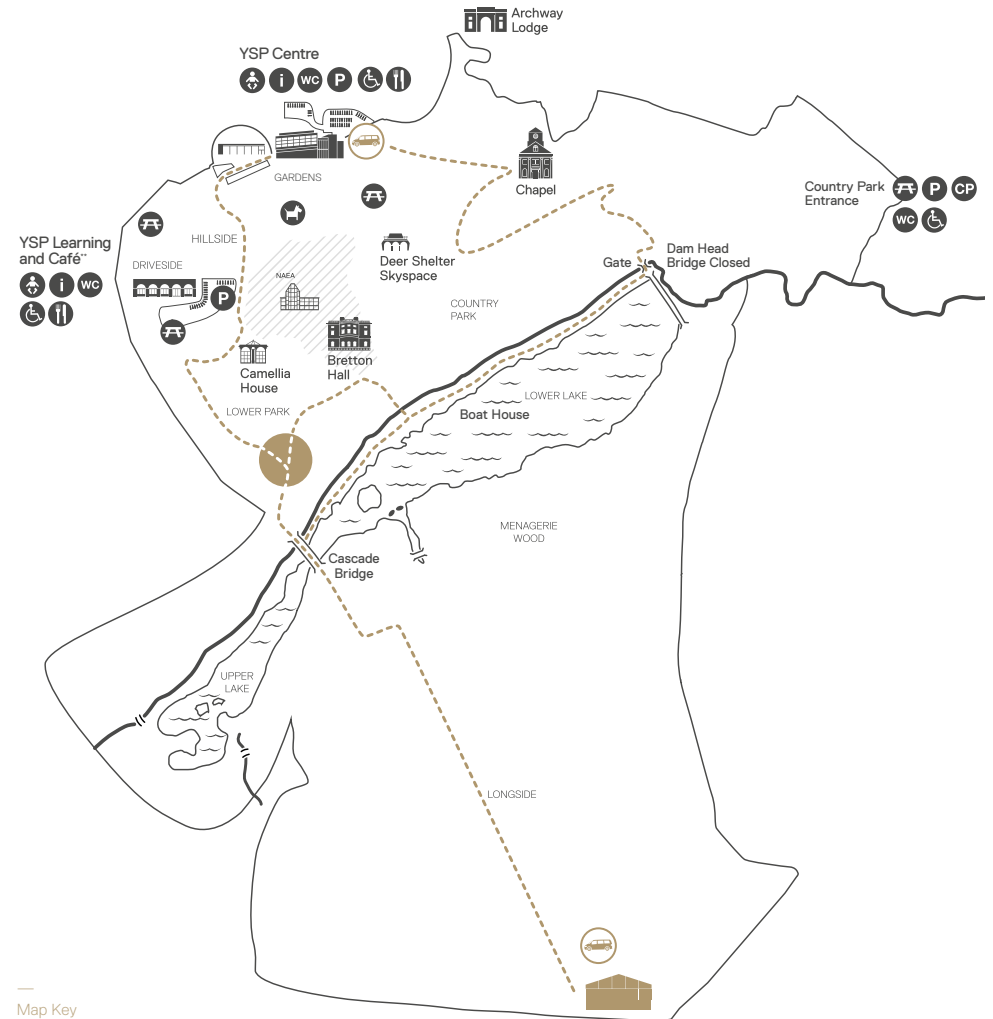 Archway
Lodge
YSP Centre
i
WC
P
GARDENS
Chapel
Country Park
Entrance
P
CP
WC
YSP Learning
and Café**
i
WC
HILLSIDE
DRIVESIDE
P
Deer Shelter
Skyspace
Gate
Dam Head
Bridge Closed
NAEA
COUNTRY
PARK
Camellia
House
Bretton
Hall
LOWER PARK
LOWER LAKE
Boat House
MENAGERIE
WOOD
Cascade
Bridge
UPPER
LAKE
LONGSIDE
Map Key